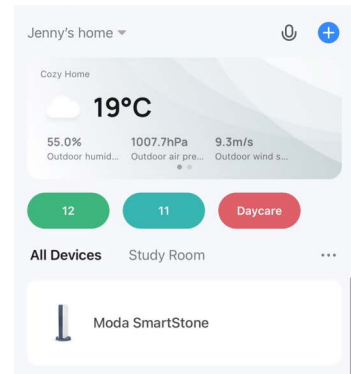 Jenny's home
Cozy Home
19°C
55.0% 1007.7hPa 9.3m/s
Outdoor humid... Outdoor air pre... Outdoor wind s...
12 11 Daycare
All Devices Study Room
Moda SmartStone